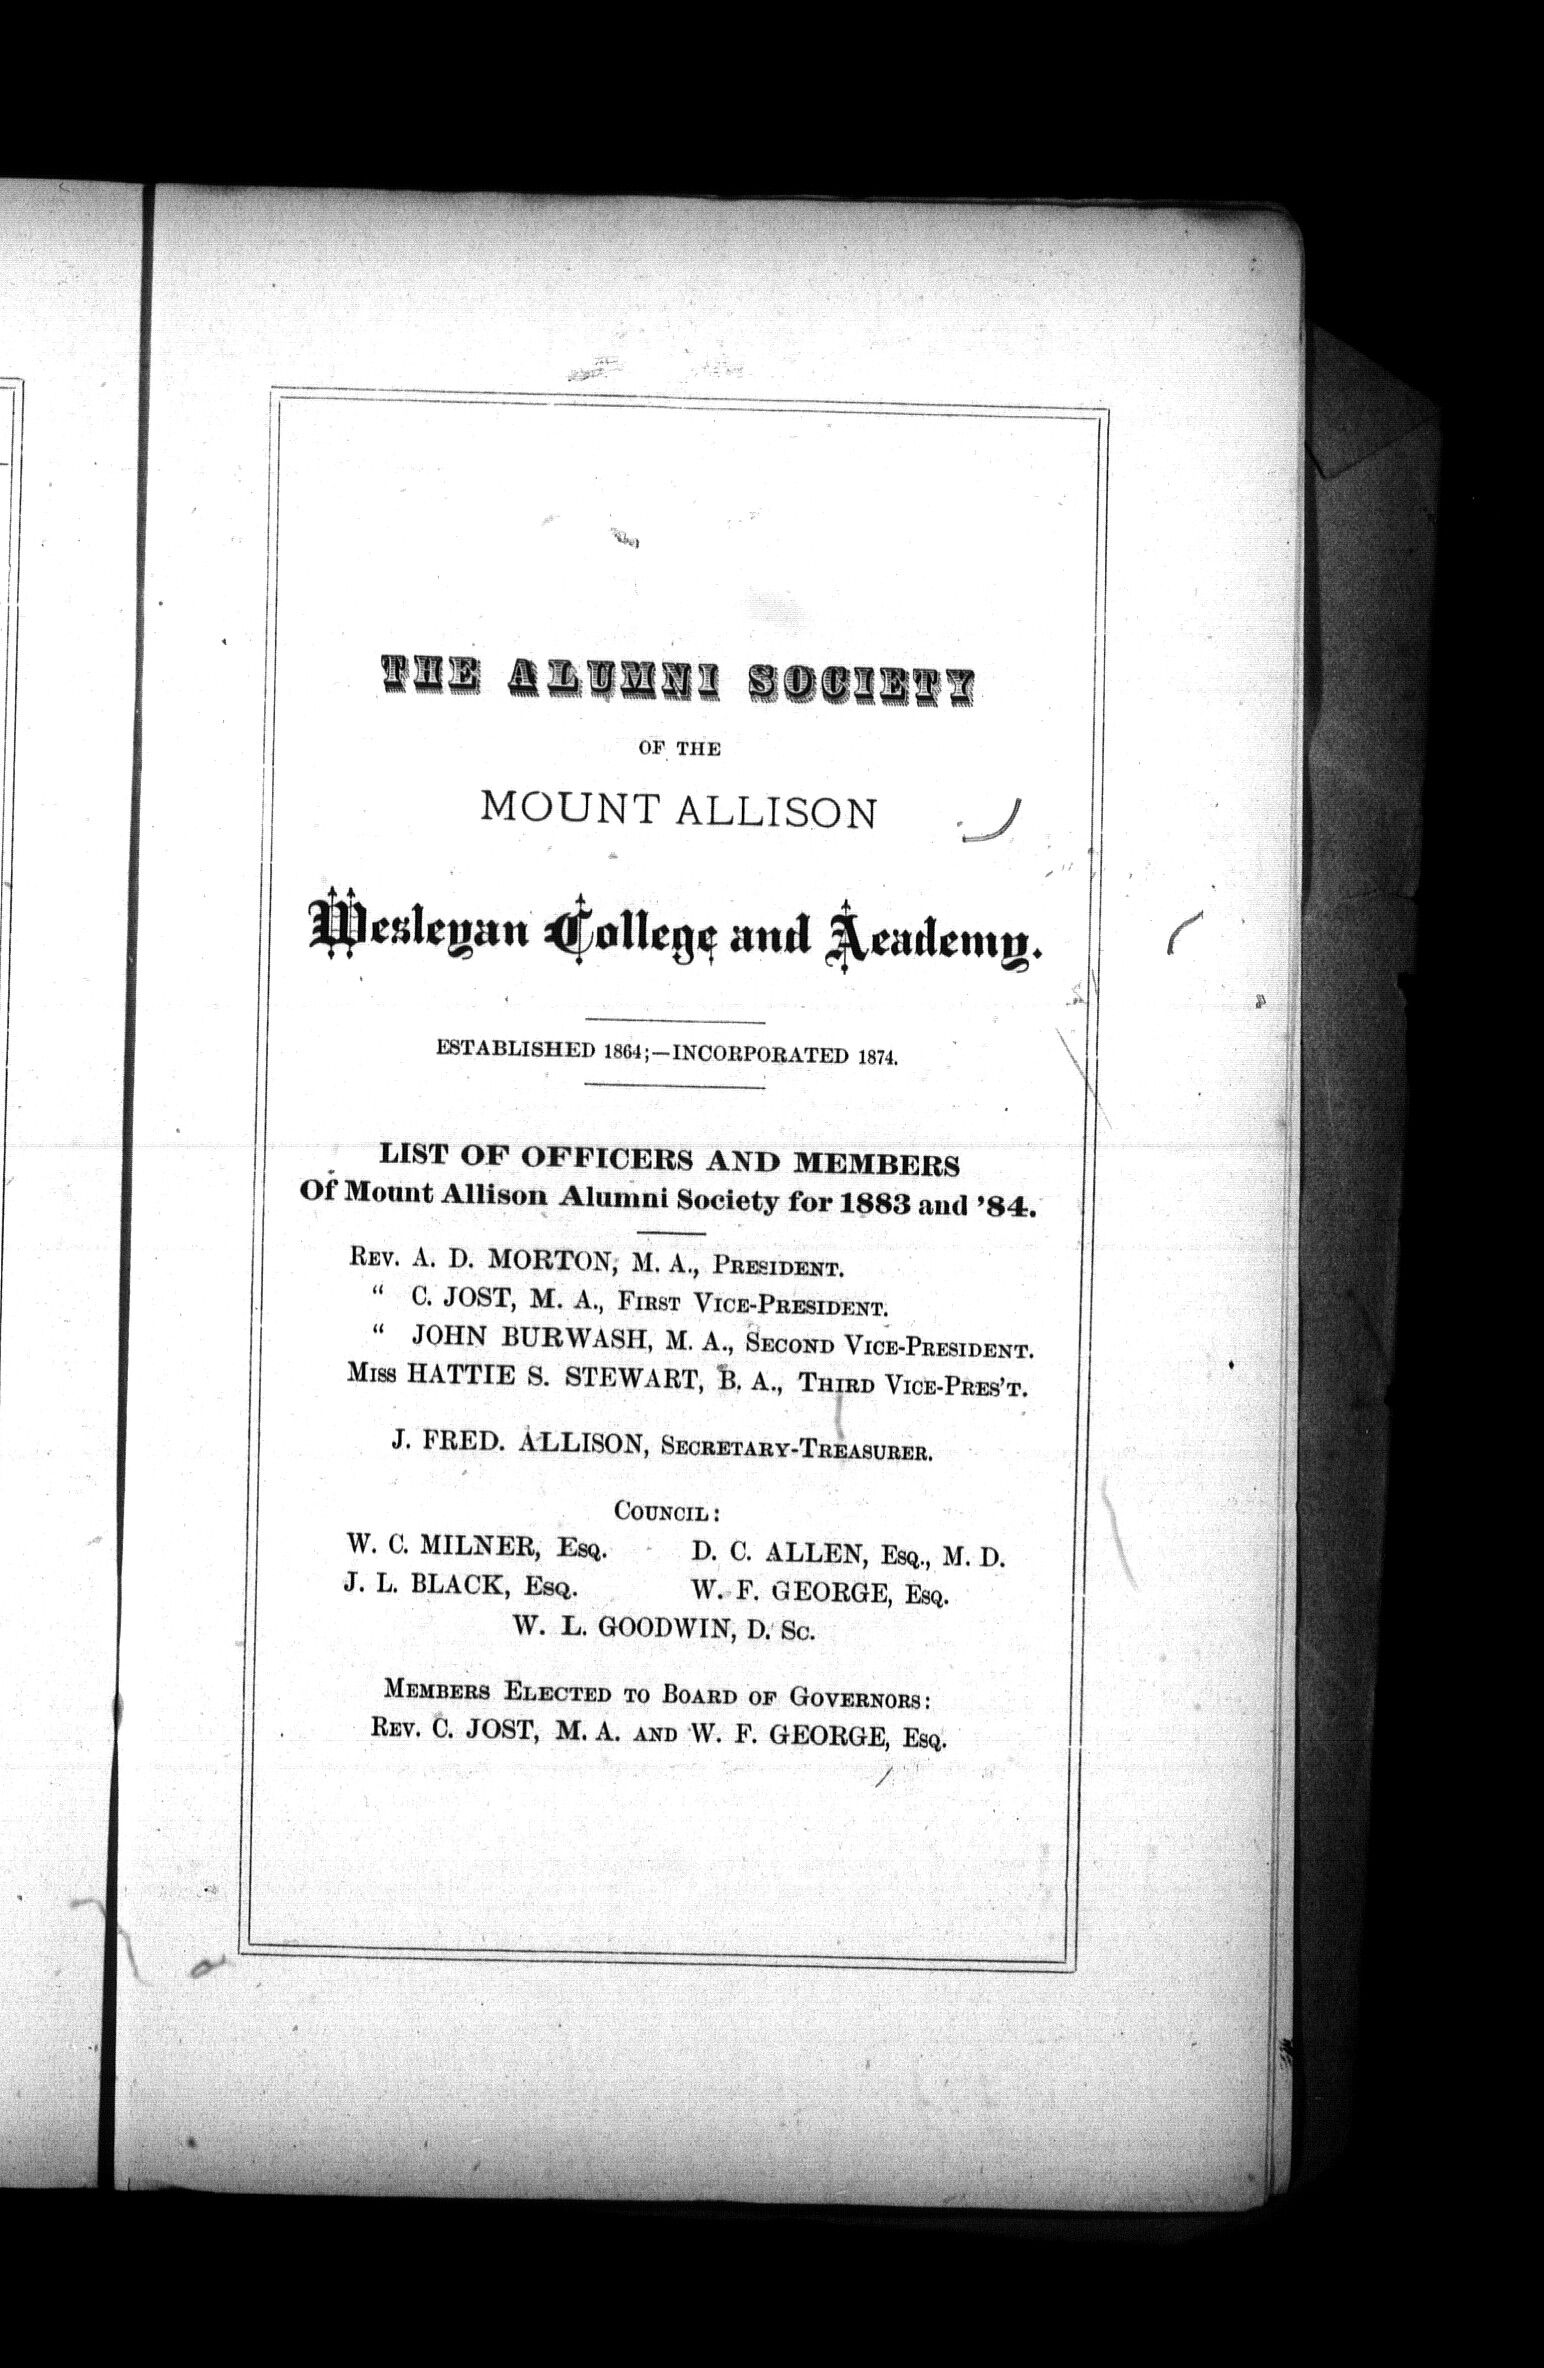 THE ALUMNI SOCIETY
OF THE
MOUNT ALLISON
Wesleyan College and Academy.
ESTABLISHED 1864;—INCORPORATED 1874.
LIST OF OFFICERS AND MEMBERS
Of Mount Allison Alumni Society for 1883 and '84.
REV. A. D. MORTON, M. A., PRESIDENT.
“ C. JOST, M. A., FIRST VICE-PRESIDENT.
“ JOHN BURWASH, M. A., SECOND VICE-PRESIDENT.
MISS HATTIE S. STEWART, B. A., THIRD VICE-PRES'T.
J. FRED. ALLISON, SECRETARY-TREASURER.
COUNCIL:
W. C. MILNER, ESQ. D. C. ALLEN, ESQ., M. D.
J. L. BLACK, ESQ. W. F. GEORGE, ESQ.
W. L. GOODWIN, D. SC.
MEMBERS ELECTED TO BOARD OF GOVERNORS:
REV. C. JOST, M. A. AND W. F. GEORGE, ESQ.